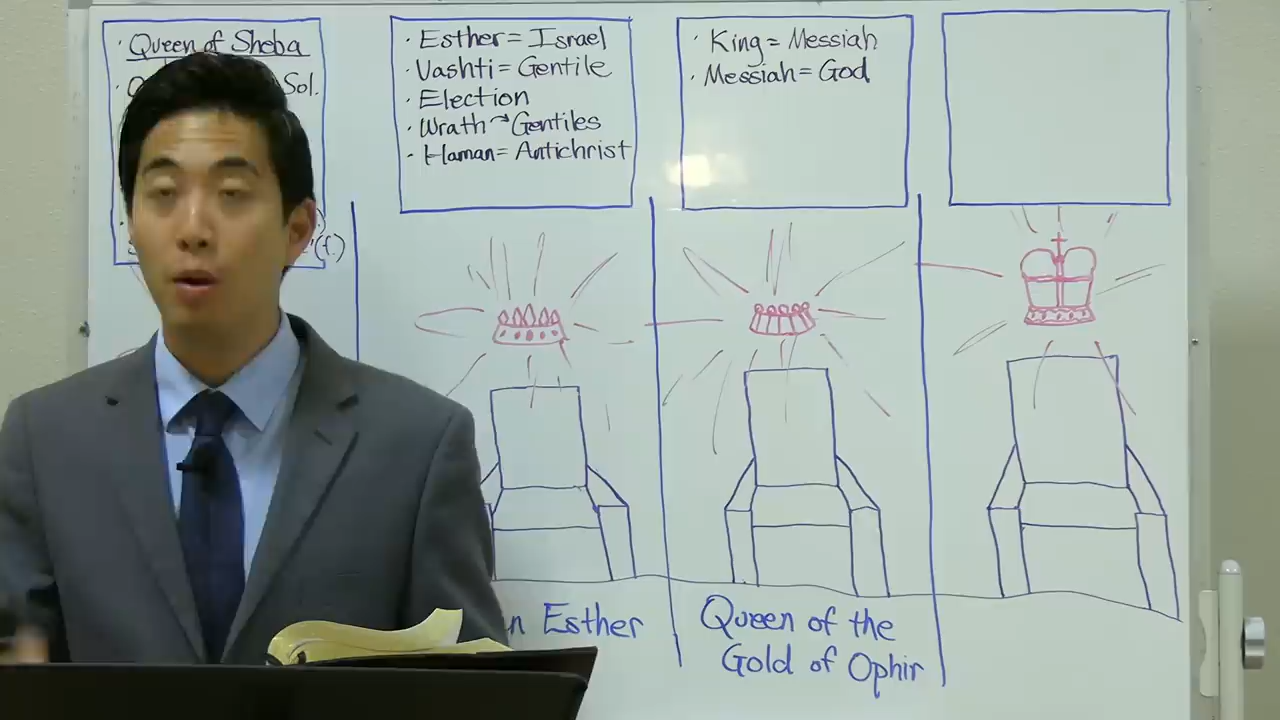 · Queen of Sheba
Sol.
(f.)
· Esther = Israel
· Vashti = Gentile
· Election
· Wrath → Gentiles
· Haman = Antichrist
· King = Messiah
· Messiah = God
n Esther
Queen of the
Gold of Ophir